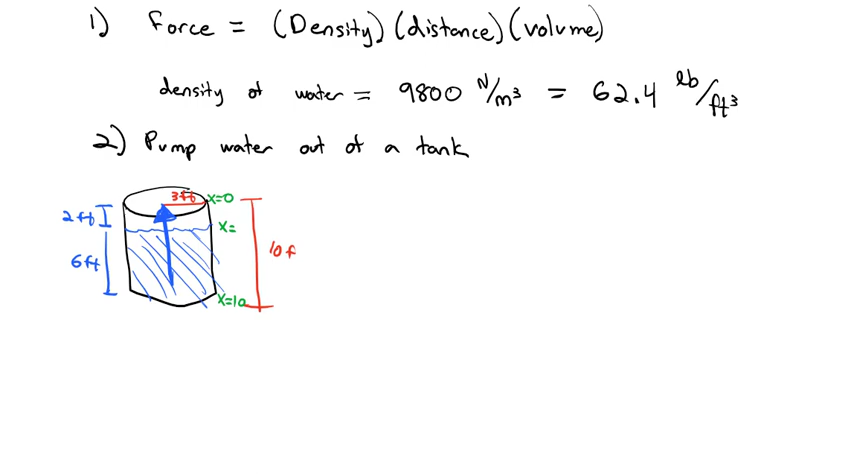 1) Force = (Density) (distance) (volume)
density of water = 9800 N/m³ = 62.4 lb/ft³
2) Pump water out of a tank
3ft x=0
2ft
x=
6ft
10f
x=10